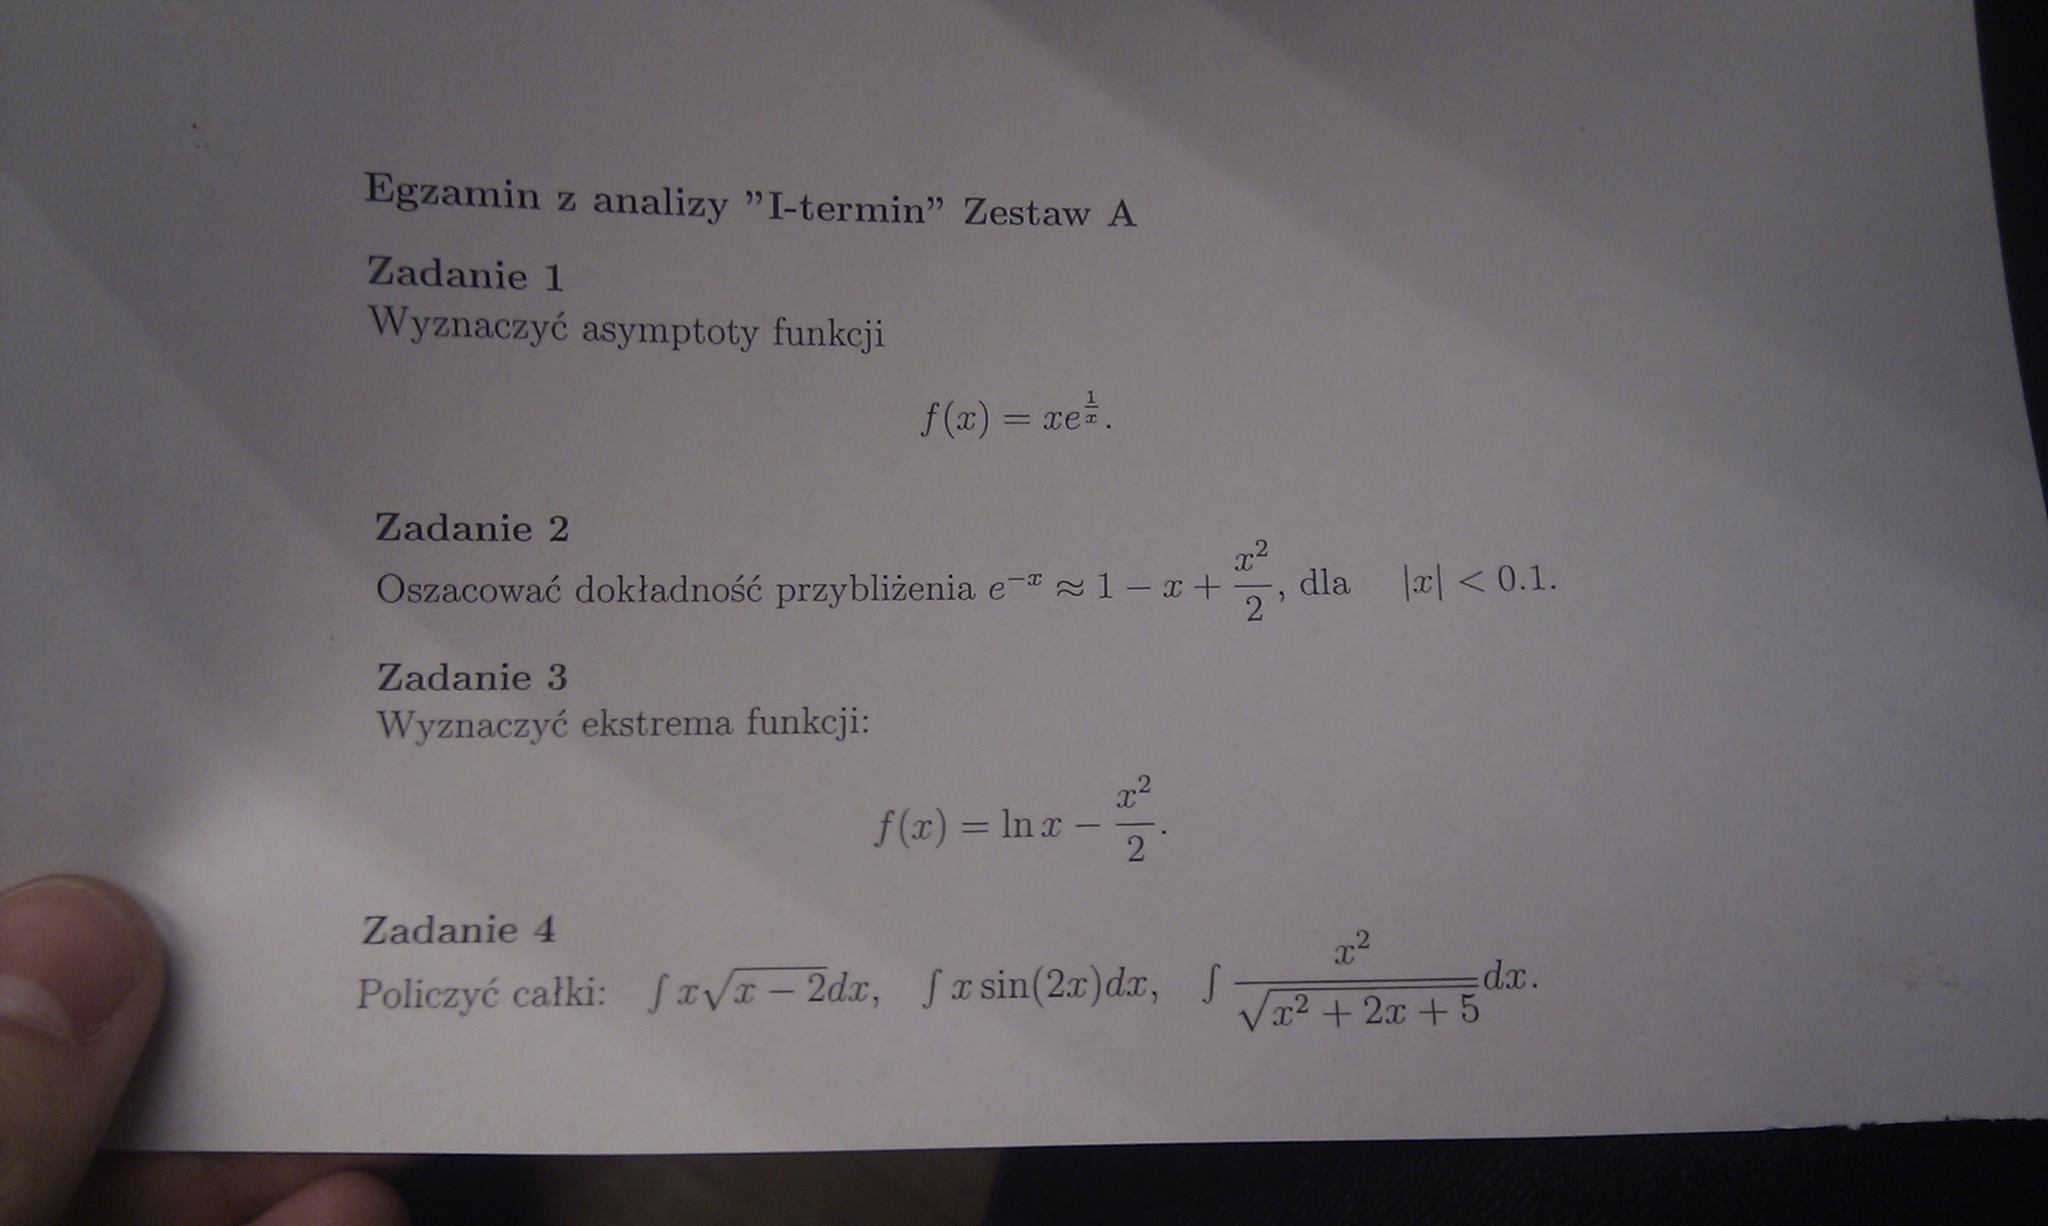 Egzamin z analizy "I-termin" Zestaw A
Zadanie 1
Wyznaczyć asymptoty funkcji
$f(x) = xe^{\frac{1}{x}}.$
Zadanie 2
Oszacować dokładność przybliżenia $e^{-x} \approx 1 - x + \frac{x^2}{2}$, dla $|x| < 0.1.$
Zadanie 3
Wyznaczyć ekstrema funkcji:
$f(x) = \ln x - \frac{x^2}{2}.$
Zadanie 4
Policzyć całki: $\int x\sqrt{x-2}dx$, $\int x\sin(2x)dx$, $\int \frac{x^2}{\sqrt{x^2+2x+5}}dx.$